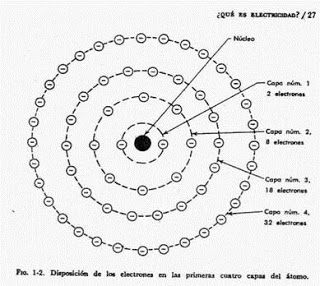 ¿QUÉ ES ELECTRICIDAD? / 27
Núcleo
Capa núm. 1
2 electrones
Capa núm. 2,
8 electrones
Capa núm. 3,
18 electrones
Capa núm. 4,
32 electrones
Fig. 1-2. Disposición de los electrones en las primeras cuatro capas del átomo.